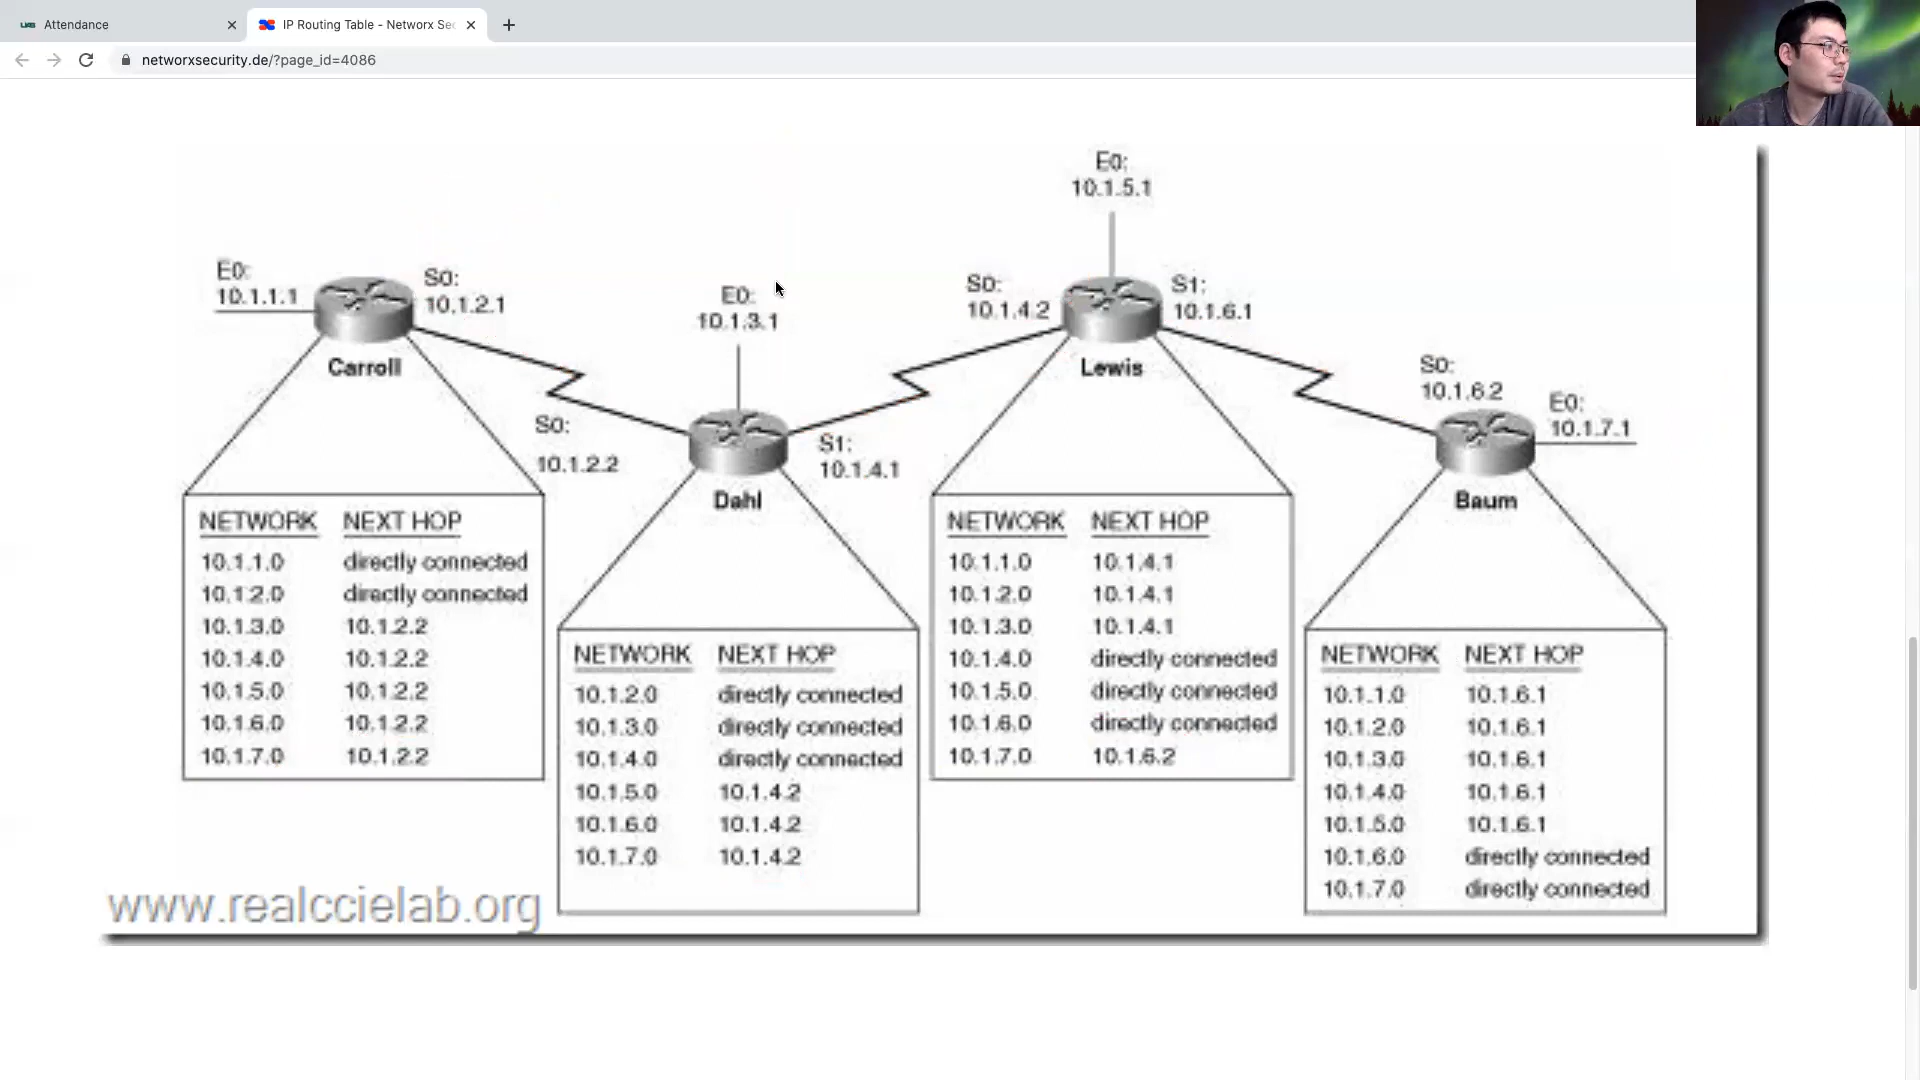 Attendance
IP Routing Table - Networx Sec
networxsecurity.de/?page_id=4086
E0:
10.1.5.1
E0:
10.1.1.1
S0:
10.1.2.1
E0:
10.1.3.1
S0:
10.1.4.2
S1:
10.1.6.1
Carroll
Lewis
S0:
10.1.6.2
E0:
10.1.7.1
S0:
10.1.2.2
S1:
10.1.4.1
Dahl
Baum
NETWORK NEXT HOP
10.1.1.0 directly connected
10.1.2.0 directly connected
10.1.3.0 10.1.2.2
10.1.4.0 10.1.2.2
10.1.5.0 10.1.2.2
10.1.6.0 10.1.2.2
10.1.7.0 10.1.2.2
NETWORK NEXT HOP
10.1.2.0 directly connected
10.1.3.0 directly connected
10.1.4.0 directly connected
10.1.5.0 10.1.4.2
10.1.6.0 10.1.4.2
10.1.7.0 10.1.4.2
NETWORK NEXT HOP
10.1.1.0 10.1.4.1
10.1.2.0 10.1.4.1
10.1.3.0 10.1.4.1
10.1.4.0 directly connected
10.1.5.0 directly connected
10.1.6.0 directly connected
10.1.7.0 10.1.6.2
NETWORK NEXT HOP
10.1.1.0 10.1.6.1
10.1.2.0 10.1.6.1
10.1.3.0 10.1.6.1
10.1.4.0 10.1.6.1
10.1.5.0 10.1.6.1
10.1.6.0 directly connected
10.1.7.0 directly connected
www.realccielab.org